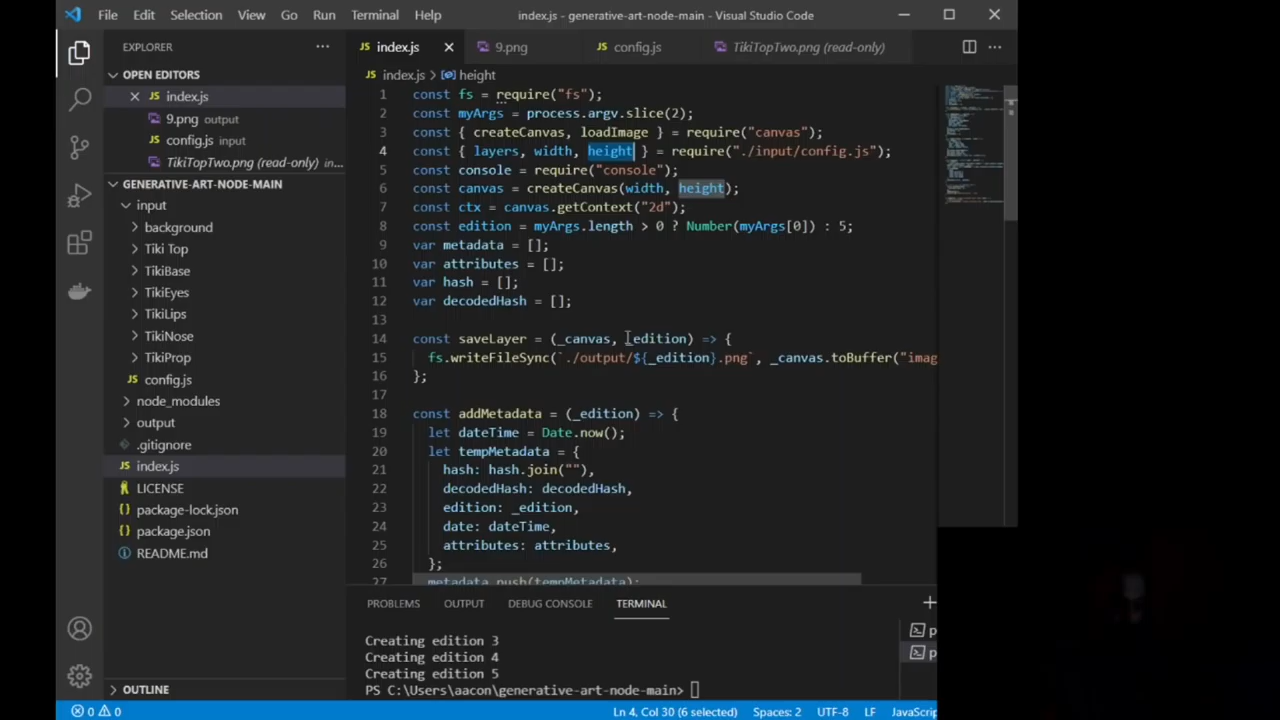 File Edit Selection View Go Run Terminal Help index.js - generative-art-node-main - Visual Studio Code
EXPLORER
OPEN EDITORS
index.js
9.png output
config.js input
TikiTopTwo.png (read-only) in...
GENERATIVE-ART-NODE-MAIN
input
background
Tiki Top
TikiBase
TikiEyes
TikiLips
TikiNose
TikiProp
config.js
node_modules
output
.gitignore
index.js
LICENSE
package-lock.json
package.json
README.md
OUTLINE
index.js 9.png config.js TikiTopTwo.png (read-only)
index.js > height
1 const fs = require("fs");
2 const myArgs = process.argv.slice(2);
3 const { createCanvas, loadImage } = require("canvas");
4 const { layers, width, height } = require("./input/config.js");
5 const console = require("console");
6 const canvas = createCanvas(width, height);
7 const ctx = canvas.getContext("2d");
8 const edition = myArgs.length > 0 ? Number(myArgs[0]) : 5;
9 var metadata = [];
10 var attributes = [];
11 var hash = [];
12 var decodedHash = [];
13
14 const saveLayer = (_canvas, _edition) => {
15 fs.writeFileSync(`./output/${_edition}.png`, _canvas.toBuffer("imag
16 };
17
18 const addMetadata = (_edition) => {
19 let dateTime = Date.now();
20 let tempMetadata = {
21 hash: hash.join(""),
22 decodedHash: decodedHash,
23 edition: _edition,
24 date: dateTime,
25 attributes: attributes,
26 };
27 metadata.push(tempMetadata);
PROBLEMS OUTPUT DEBUG CONSOLE TERMINAL
Creating edition 3
Creating edition 4
Creating edition 5
PS C:\Users\aacon\generative-art-node-main>
p
p
0 0 Ln 4, Col 30 (6 selected) Spaces: 2 UTF-8 LF JavaScrip